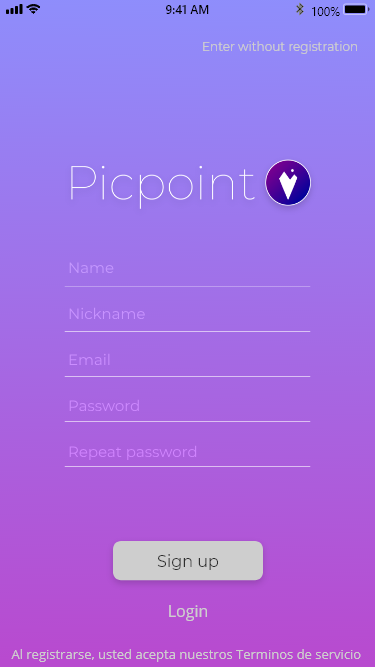 9:41 AM
100%
Enter without registration
Picpoint
Name
Nickname
Email
Password
Repeat password
Sign up
Login
Al registrarse, usted acepta nuestros Terminos de servicio